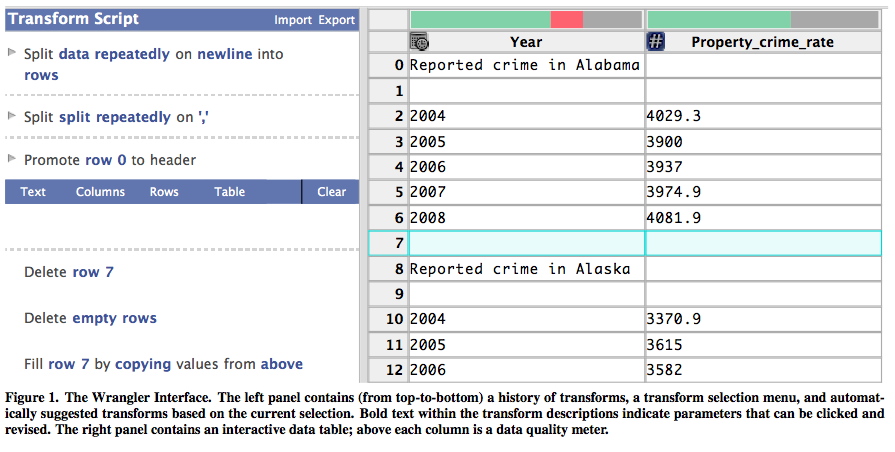 Transform Script Import Export
Split data repeatedly on newline into
rows
Split split repeatedly on ','
Promote row 0 to header
Text Columns Rows Table Clear
Delete row 7
Delete empty rows
Fill row 7 by copying values from above
Year # Property_crime_rate
0 Reported crime in Alabama
1
2 2004 4029.3
3 2005 3900
4 2006 3937
5 2007 3974.9
6 2008 4081.9
7
8 Reported crime in Alaska
9
10 2004 3370.9
11 2005 3615
12 2006 3582
Figure 1. The Wrangler Interface. The left panel contains (from top-to-bottom) a history of transforms, a transform selection menu, and automat-
ically suggested transforms based on the current selection. Bold text within the transform descriptions indicate parameters that can be clicked and
revised. The right panel contains an interactive data table; above each column is a data quality meter.